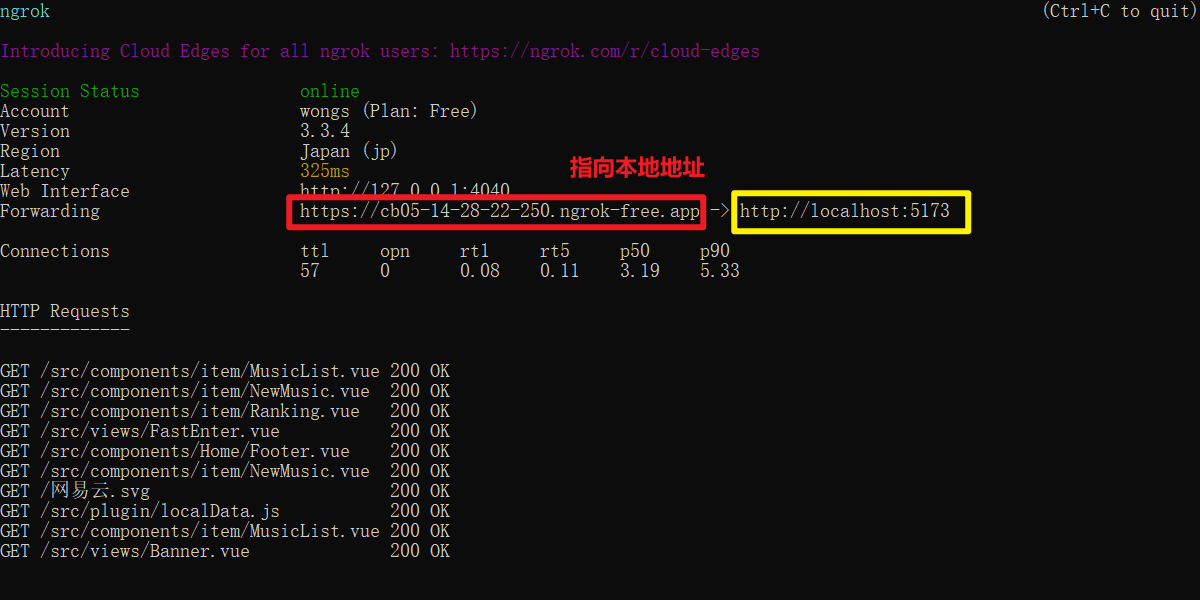 ngrok (Ctrl+C to quit)
Introducing Cloud Edges for all ngrok users: https://ngrok.com/r/cloud-edges
Session Status online
Account wongs (Plan: Free)
Version 3.3.4
Region Japan (jp)
Latency 325ms
指向本地地址
Web Interface http://127.0.0.1:4040
Forwarding https://cb05-14-28-22-250.ngrok-free.app -> http://localhost:5173
Connections ttl opn rt1 rt5 p50 p90
57 0 0.08 0.11 3.19 5.33
HTTP Requests
-------------
GET /src/components/item/MusicList.vue 200 OK
GET /src/components/item/NewMusic.vue 200 OK
GET /src/components/item/Ranking.vue 200 OK
GET /src/views/FastEnter.vue 200 OK
GET /src/components/Home/Footer.vue 200 OK
GET /src/components/item/NewMusic.vue 200 OK
GET /网易云.svg 200 OK
GET /src/plugin/localData.js 200 OK
GET /src/components/item/MusicList.vue 200 OK
GET /src/views/Banner.vue 200 OK